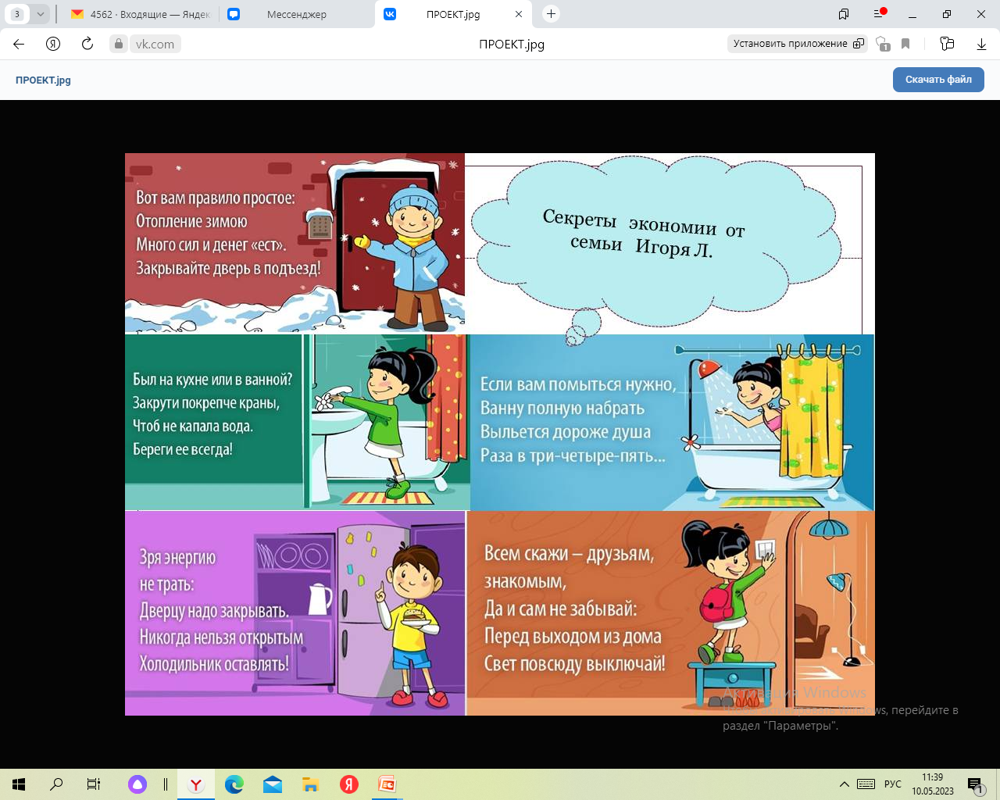 3
4562 · Входящие — Яндек
Мессенджер
ПРОЕКТ.jpg
vk.com
ПРОЕКТ.jpg
Установить приложение
1
ПРОЕКТ.jpg
Скачать файл
Вот вам правило простое:
Отопление зимою
Много сил и денег «ест».
Закрывайте дверь в подъезд!
Секреты экономии от
семьи Игоря Л.
Был на кухне или в ванной?
Закрути покрепче краны,
Чтоб не капала вода.
Береги ее всегда!
Если вам помыться нужно,
Ванну полную набрать
Выльется дороже душа
Раза в три-четыре-пять...
Зря энергию
не трать:
Дверцу надо закрывать.
Никогда нельзя открытым
Холодильник оставлять!
Всем скажи – друзьям,
знакомым,
Да и сам не забывай:
Перед выходом из дома
Свет повсюду выключай!
Активация Windows
Windows, перейдите в
раздел "Параметры".
РУС
11:39
10.05.2023
1